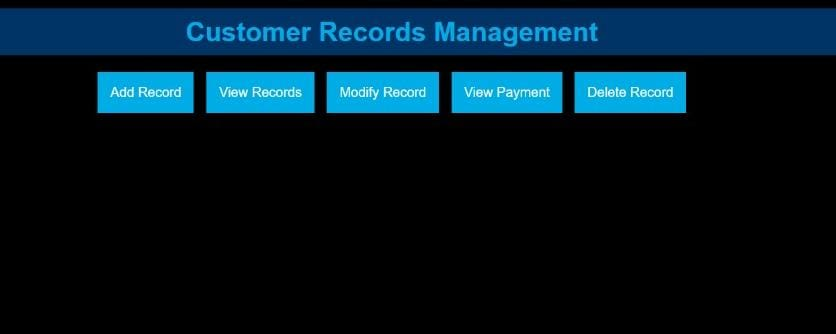 Customer Records Management
Add Record View Records Modify Record View Payment Delete Record